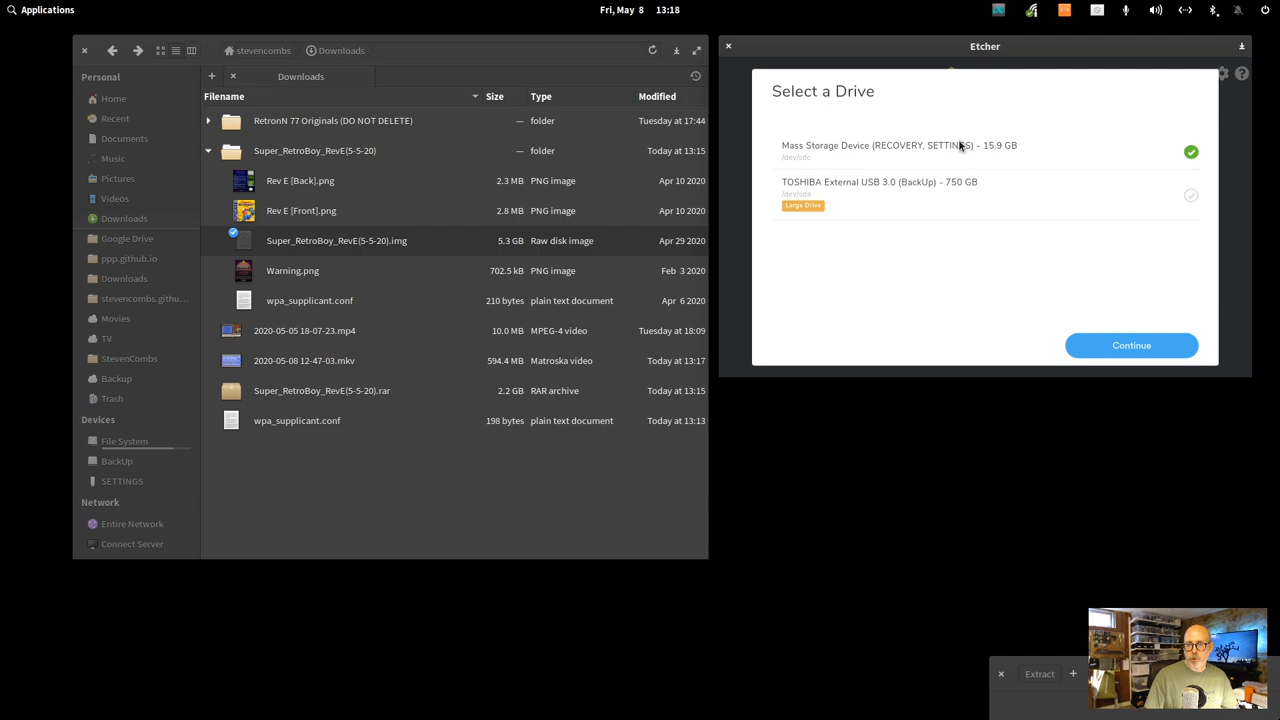 Applications
Fri, May 8 13:18
stevencombs
Downloads
Downloads
Personal
Home
Recent
Documents
Music
Pictures
Videos
Downloads
Google Drive
ppp.github.io
Downloads
stevencombs.githu...
Movies
TV
StevenCombs
Backup
Trash
Devices
File System
BackUp
SETTINGS
Network
Entire Network
Connect Server
Filename Size Type Modified
RetronN 77 Originals (DO NOT DELETE) — folder Tuesday at 17:44
Super_RetroBoy_RevE(5-5-20) — folder Today at 13:15
Rev E [Back].png 2.3 MB PNG image Apr 10 2020
Rev E [Front].png 2.8 MB PNG image Apr 10 2020
Super_RetroBoy_RevE(5-5-20).img 5.3 GB Raw disk image Apr 29 2020
Warning.png 702.5 kB PNG image Feb 3 2020
wpa_supplicant.conf 210 bytes plain text document Apr 6 2020
2020-05-05 18-07-23.mp4 10.0 MB MPEG-4 video Tuesday at 18:09
2020-05-08 12-47-03.mkv 594.4 MB Matroska video Today at 13:17
Super_RetroBoy_RevE(5-5-20).rar 2.2 GB RAR archive Today at 13:15
wpa_supplicant.conf 198 bytes plain text document Today at 13:13
Etcher
Select a Drive
Mass Storage Device (RECOVERY, SETTINGS) - 15.9 GB
/dev/sdc
TOSHIBA External USB 3.0 (BackUp) - 750 GB
/dev/sda
Large Drive
Continue
Extract